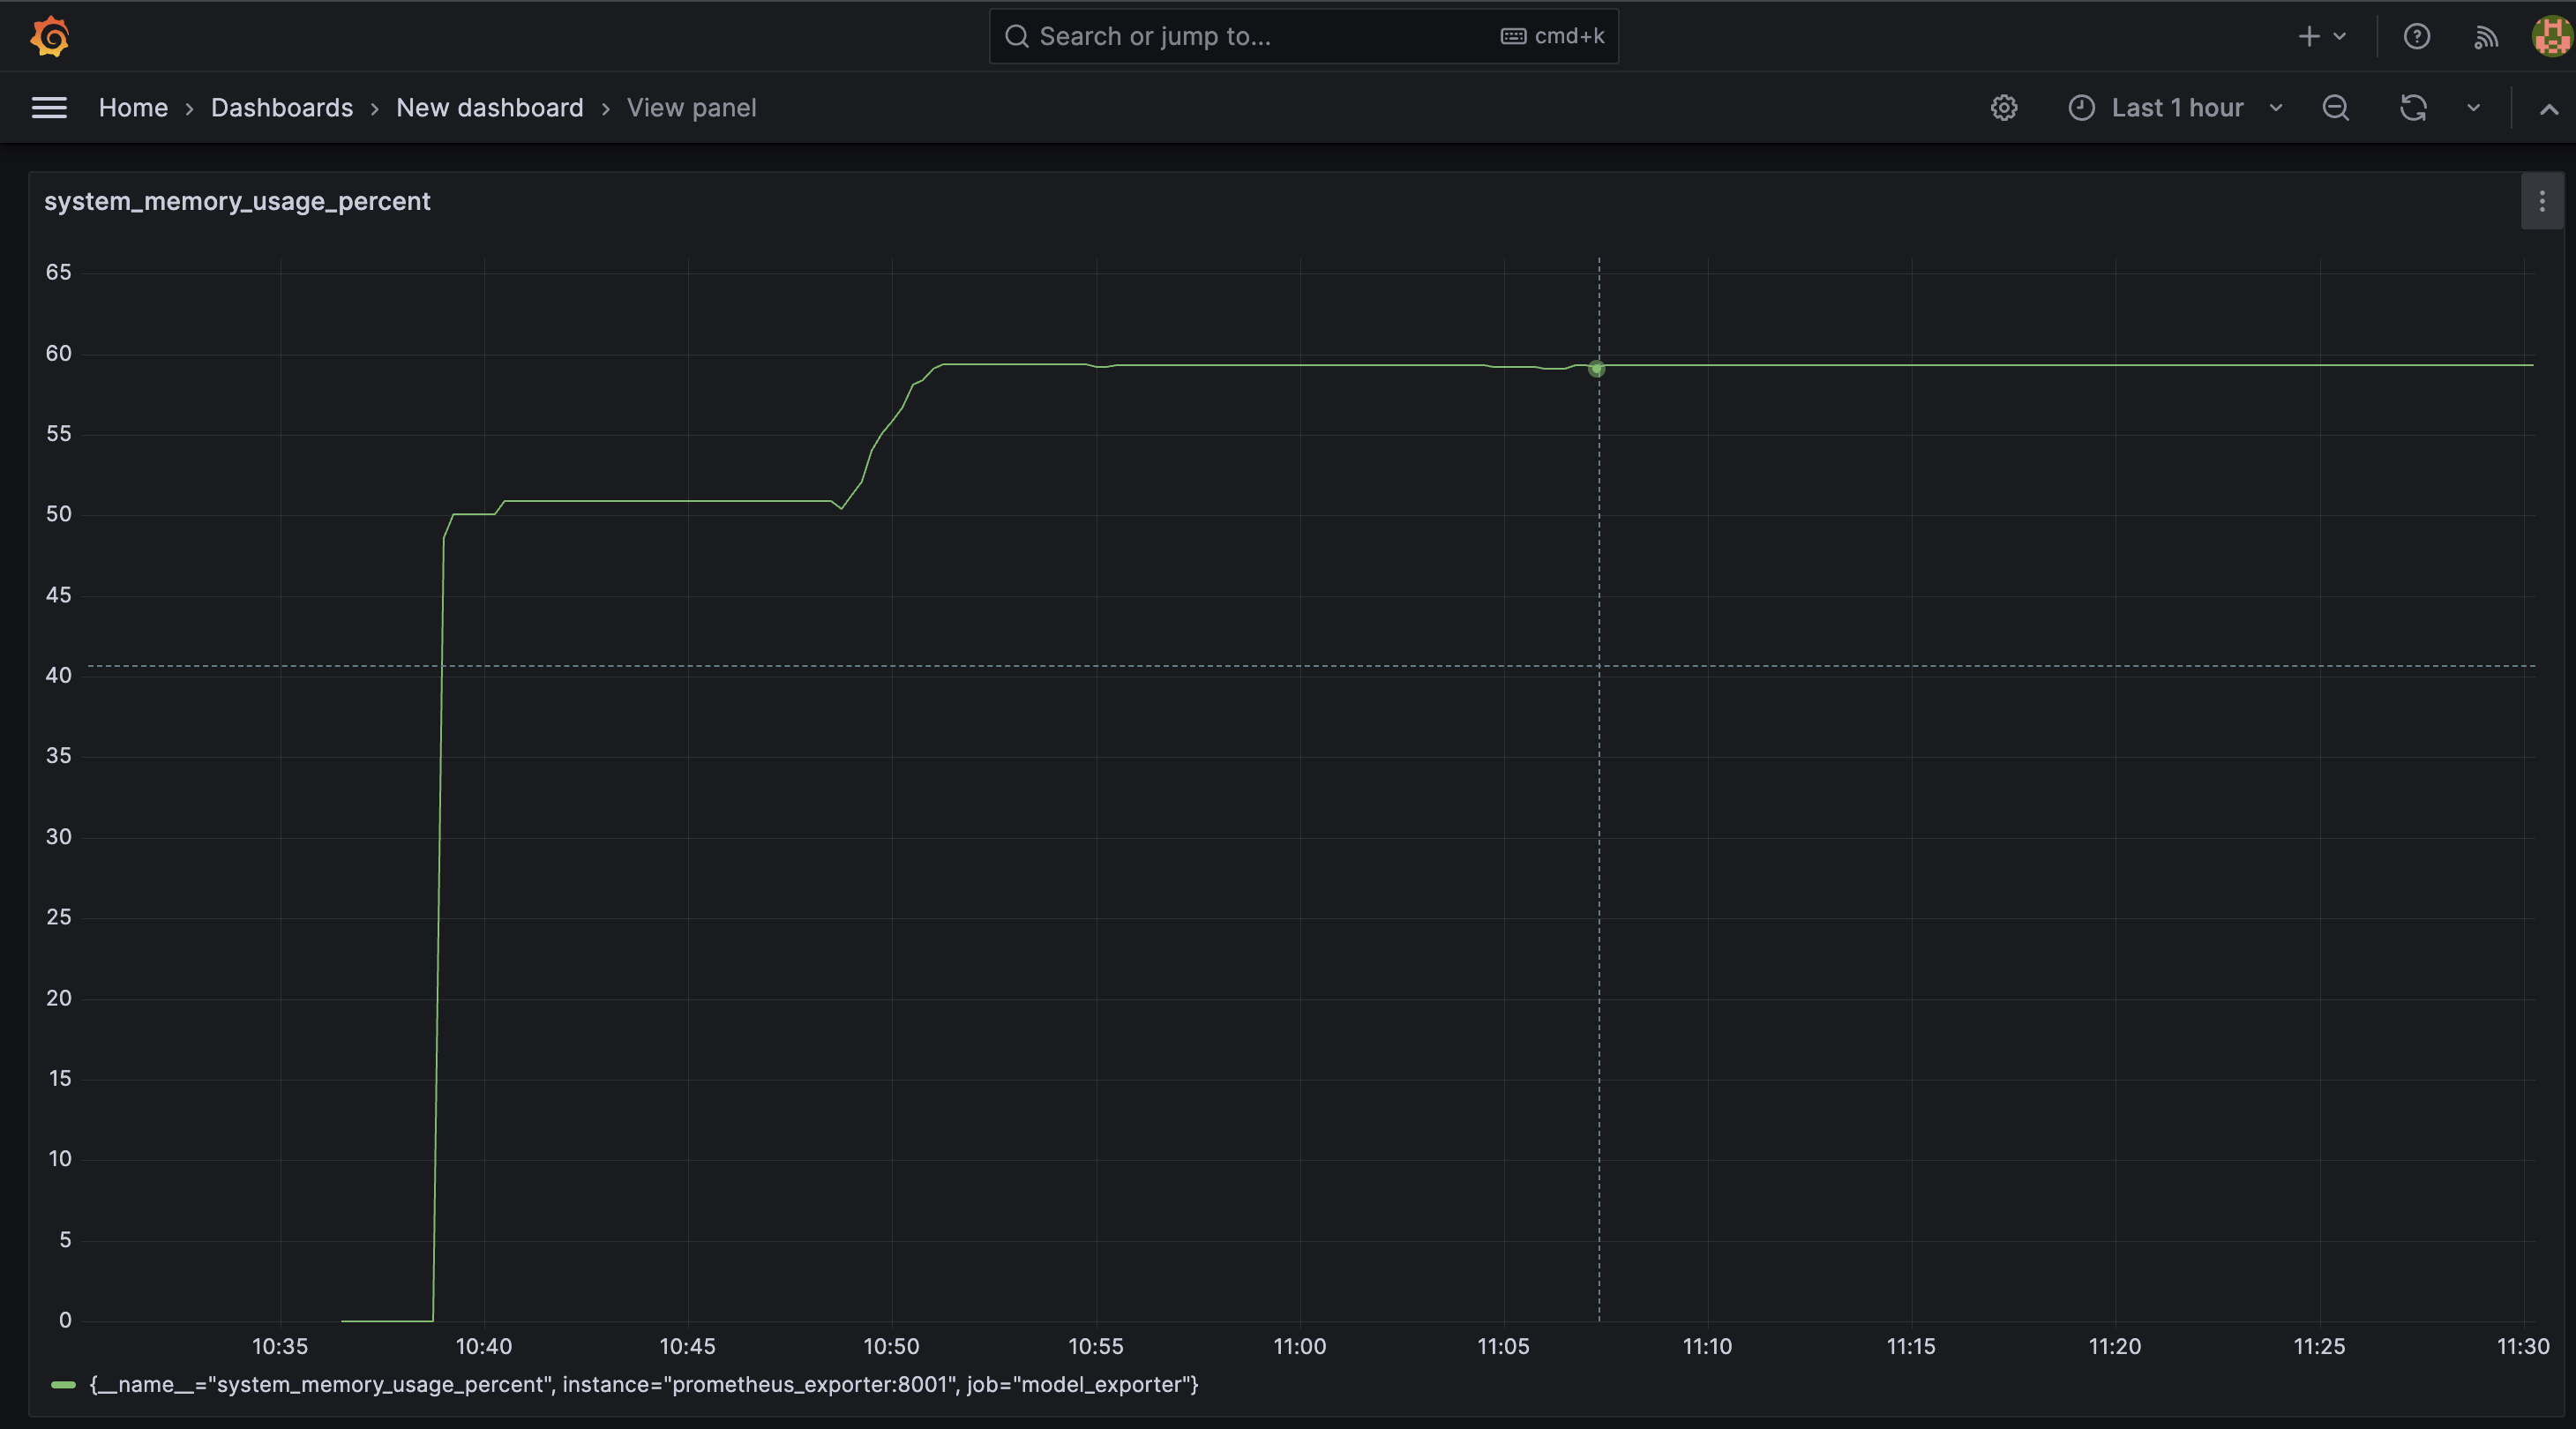 Search or jump to... cmd+k
Home › Dashboards › New dashboard › View panel
Last 1 hour
system_memory_usage_percent
65
60
55
50
45
40
35
30
25
20
15
10
5
0
10:35 10:40 10:45 10:50 10:55 11:00 11:05 11:10 11:15 11:20 11:25 11:30
{__name__="system_memory_usage_percent", instance="prometheus_exporter:8001", job="model_exporter"}